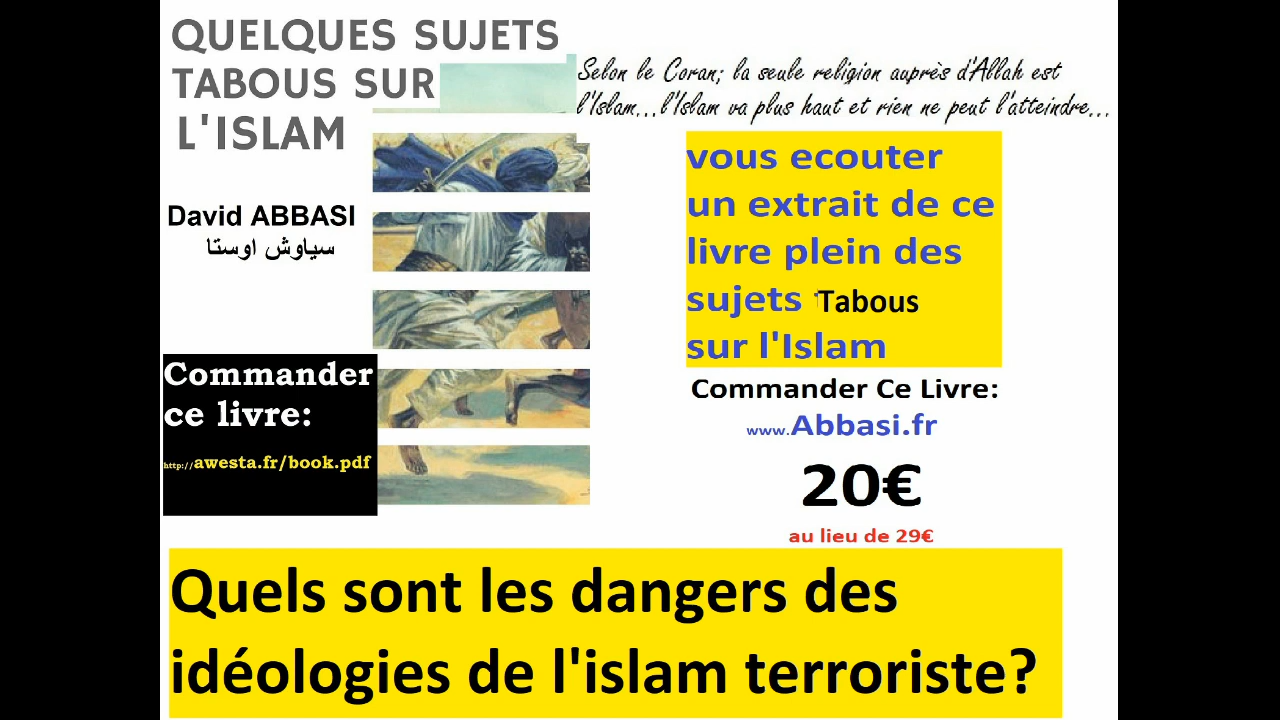 QUELQUES SUJETS
TABOUS SUR
L'ISLAM
Selon le Coran; la seule religion auprès d'Allah est
l'Islam...l'Islam va plus haut et rien ne peut l'atteindre...
David ABBASI
سیاوش اوستا
vous ecouter
un extrait de ce
livre plein des
sujets Tabous
sur l'Islam
Commander
ce livre:
http://awesta.fr/book.pdf
Commander Ce Livre:
www.Abbasi.fr
20€
au lieu de 29€
Quels sont les dangers des
idéologies de l'islam terroriste?